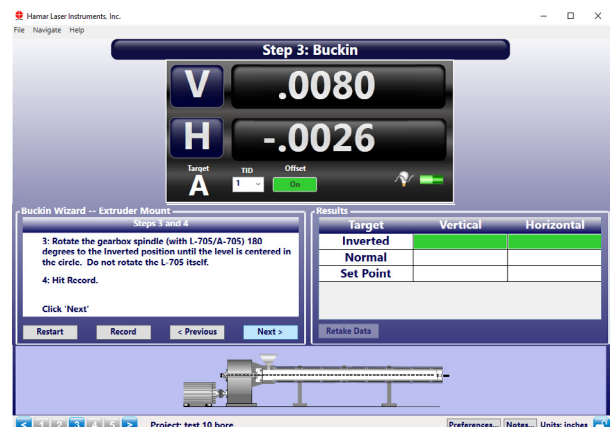 Hamar Laser Instruments, Inc.
File Navigate Help
Step 3: Buckin
V .0080
H -.0026
Target TID Offset
A 1 On
Buckin Wizard -- Extruder Mount
Steps 3 and 4
3: Rotate the gearbox spindle (with L-705/A-705) 180
degrees to the Inverted position until the level is centered in
the circle. Do not rotate the L-705 itself.
4: Hit Record.
Click 'Next'
Restart Record < Previous Next >
Results
Target Vertical Horizontal
Inverted
Normal
Set Point
Retake Data
< 1 2 3 4 5 > Project: test 10 bore Preferences... Notes... Units: inches